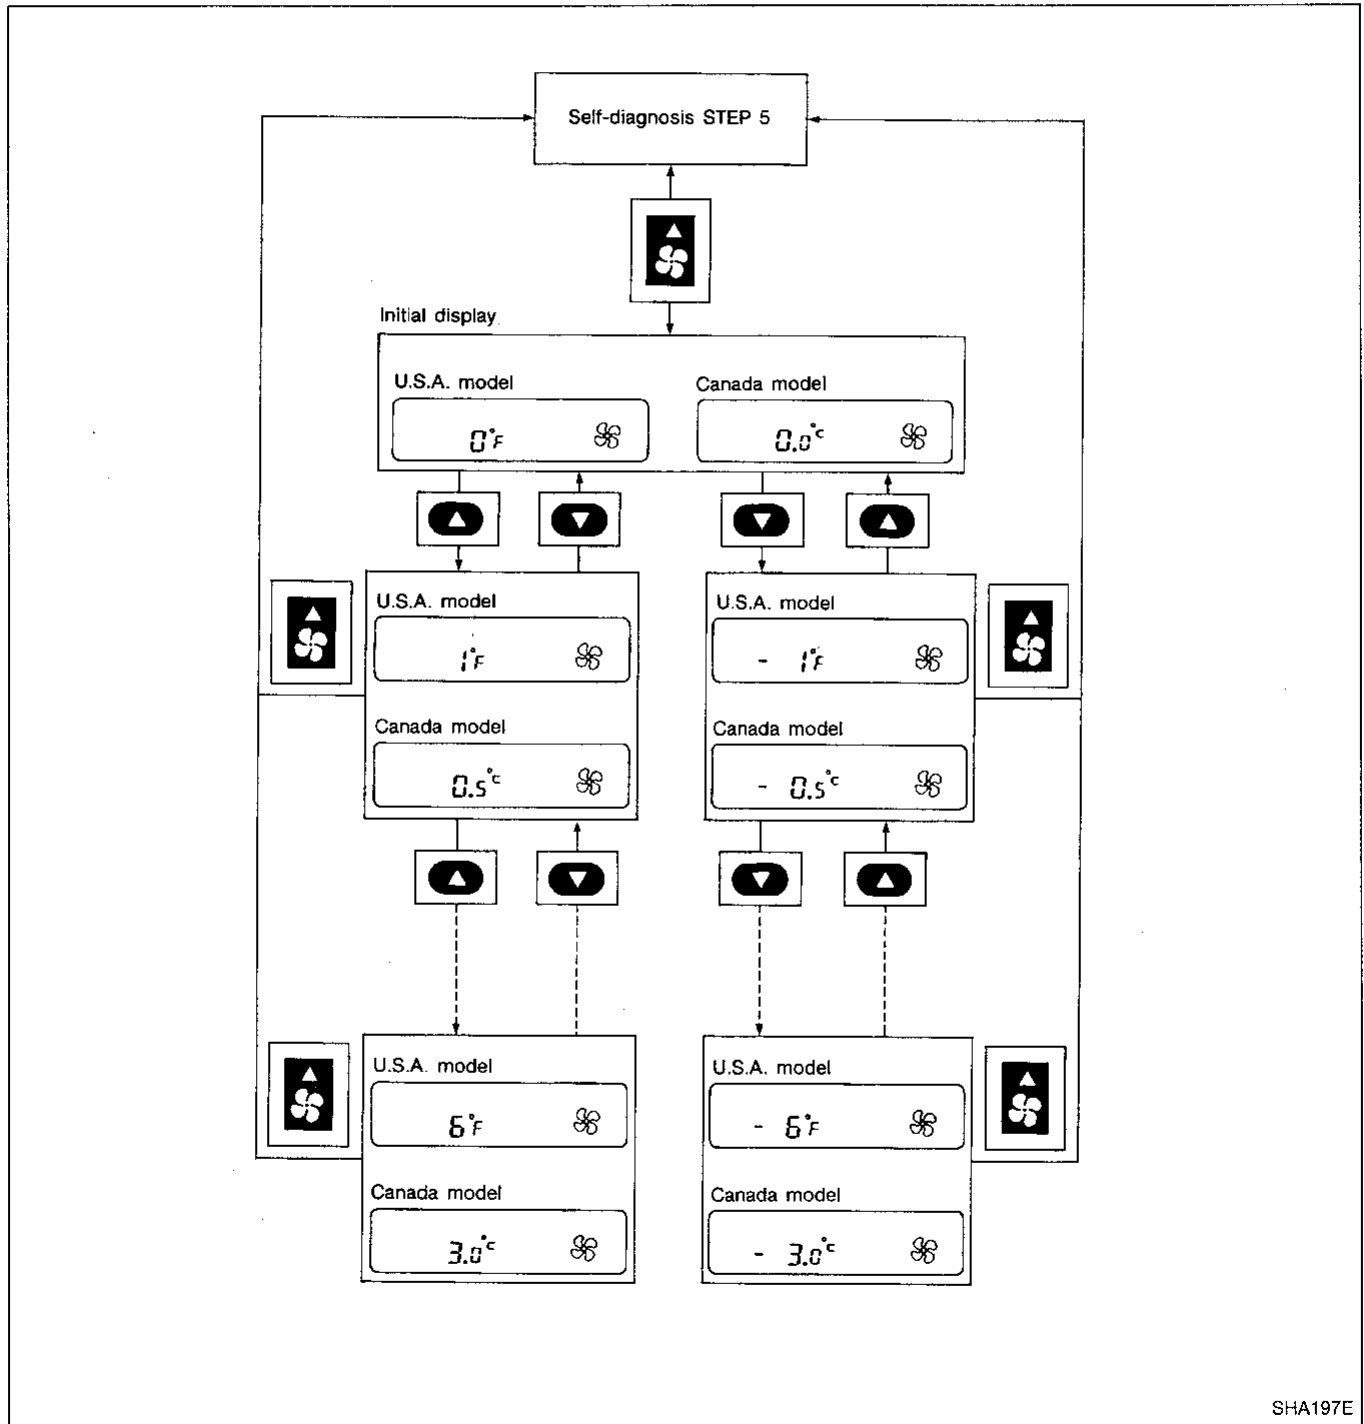 Self-diagnosis STEP 5
Initial display
U.S.A. model
Canada model
0°F
0.0°c
U.S.A. model
U.S.A. model
1°F
- 1°F
Canada model
Canada model
0.5°c
- 0.5°c
U.S.A. model
U.S.A. model
6°F
- 6°F
Canada model
Canada model
3.0°c
- 3.0°c
SHA197E